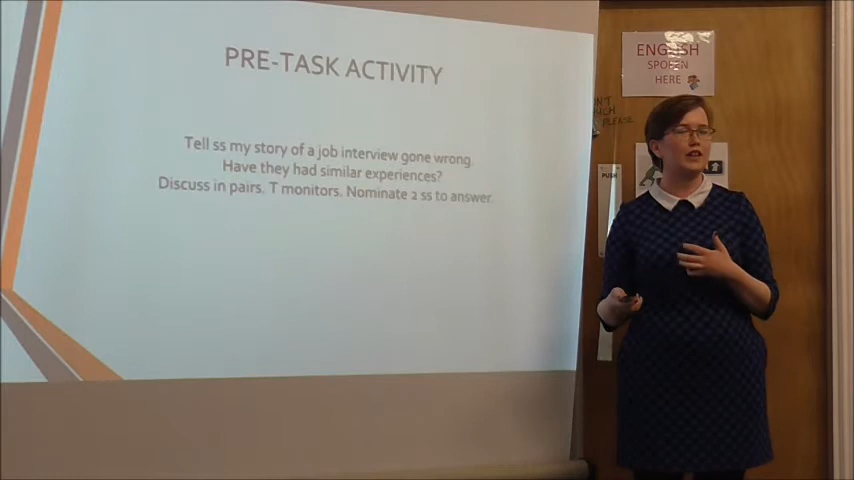 PRE-TASK ACTIVITY
Tell ss my story of a job interview gone wrong.
Have they had similar experiences?
Discuss in pairs. T monitors. Nominate 2 ss to answer.
ENGLISH
SPOKEN
HERE
PLEASE
PUSH